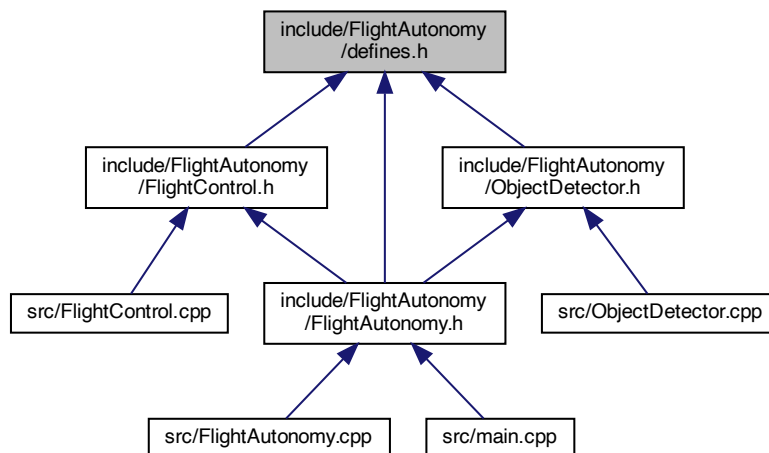 include/FlightAutonomy
/defines.h
include/FlightAutonomy
/FlightControl.h
include/FlightAutonomy
/ObjectDetector.h
src/FlightControl.cpp
include/FlightAutonomy
/FlightAutonomy.h
src/ObjectDetector.cpp
src/FlightAutonomy.cpp
src/main.cpp